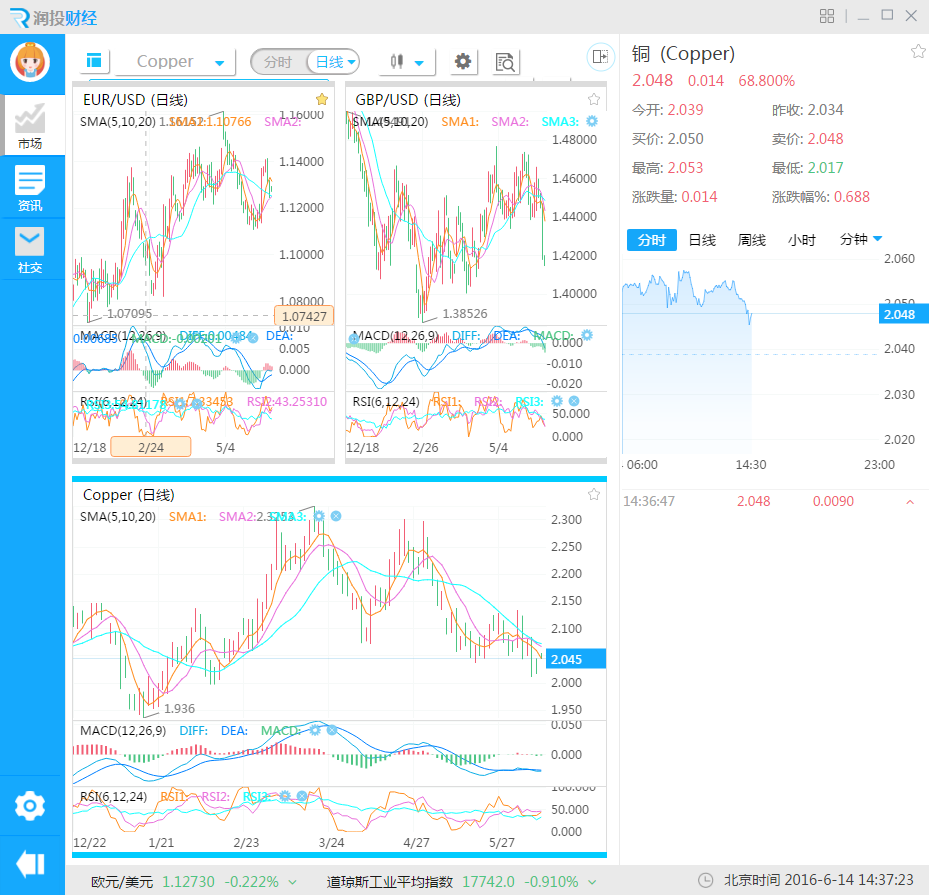 润投财经
市场
资讯
社交
Copper
分时
日线
EUR/USD (日线)
SMA(5,10,20)
SMA2:
1.10766
1.16000
1.14000
1.12000
1.10000
1.08000
1.07095
1.07427
MACD(12,26,9)
DEA:
0.010
0.005
0.000
RSI(6,12,24)
RSI2:43.25310
12/18
2/24
5/4
GBP/USD (日线)
SMA(5,10,20)
SMA1:
SMA2:
SMA3:
1.48000
1.46000
1.44000
1.42000
1.40000
1.38526
MACD(12,26,9)
DIFF:
DEA:
MACD:
0.000
-0.010
-0.020
RSI(6,12,24)
RSI1:
RSI2:
RSI3:
50.000
0.000
12/18
2/26
5/4
Copper (日线)
SMA(5,10,20)
SMA1:
SMA2:
SMA3:
2.300
2.250
2.200
2.150
2.100
2.045
2.000
1.950
1.936
MACD(12,26,9)
DIFF:
DEA:
MACD:
0.050
0.000
RSI(6,12,24)
RSI1:
RSI2:
RSI3:
100.000
50.000
0.000
12/22
1/21
2/23
3/24
4/27
5/27
铜 (Copper)
2.048 0.014 68.800%
今开: 2.039 昨收: 2.034
买价: 2.050 卖价: 2.048
最高: 2.053 最低: 2.017
涨跌量: 0.014 涨跌幅%: 0.688
分时 日线 周线 小时 分钟
2.060
2.050
2.048
2.040
2.030
2.020
06:00 14:30 23:00
14:36:47 2.048 0.0090
欧元/美元 1.12730 -0.222% 道琼斯工业平均指数 17742.0 -0.910% 北京时间 2016-6-14 14:37:23